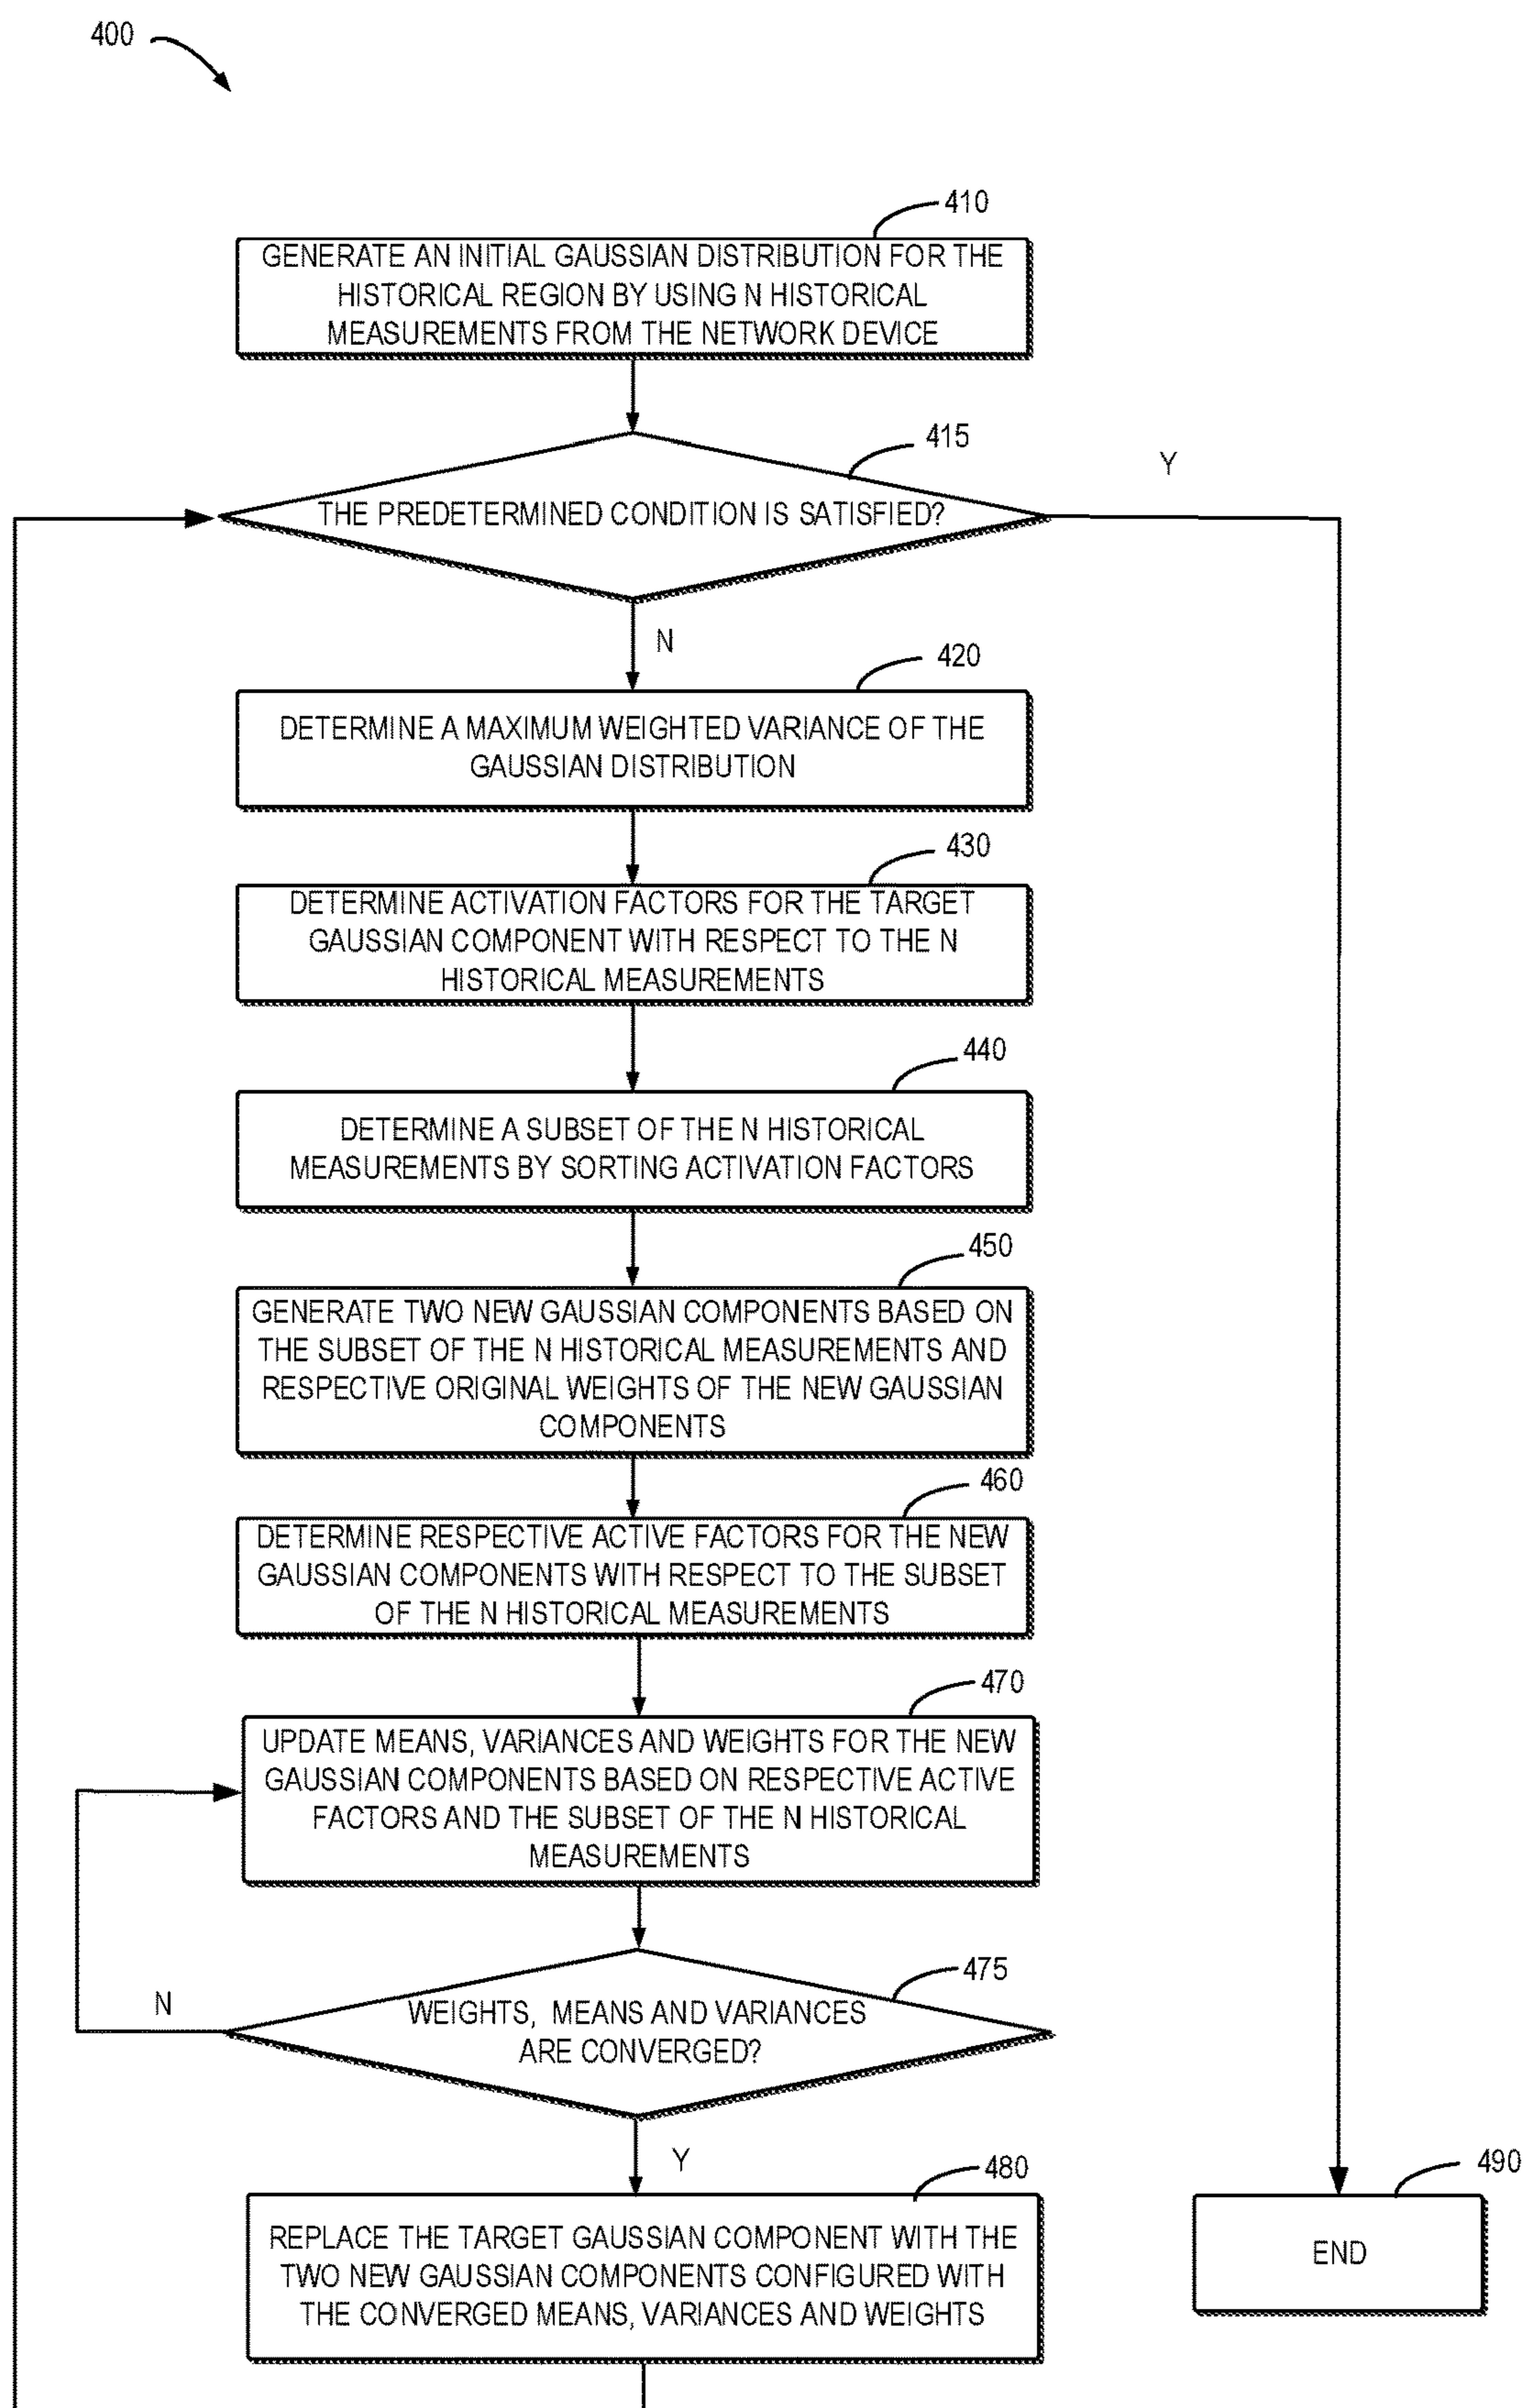 400
410
GENERATE AN INITIAL GAUSSIAN DISTRIBUTION FOR THE
HISTORICAL REGION BY USING N HISTORICAL
MEASUREMENTS FROM THE NETWORK DEVICE
415
Y
THE PREDETERMINED CONDITION IS SATISFIED?
N
420
DETERMINE A MAXIMUM WEIGHTED VARIANCE OF THE
GAUSSIAN DISTRIBUTION
430
DETERMINE ACTIVATION FACTORS FOR THE TARGET
GAUSSIAN COMPONENT WITH RESPECT TO THE N
HISTORICAL MEASUREMENTS
440
DETERMINE A SUBSET OF THE N HISTORICAL
MEASUREMENTS BY SORTING ACTIVATION FACTORS
450
GENERATE TWO NEW GAUSSIAN COMPONENTS BASED ON
THE SUBSET OF THE N HISTORICAL MEASUREMENTS AND
RESPECTIVE ORIGINAL WEIGHTS OF THE NEW GAUSSIAN
COMPONENTS
460
DETERMINE RESPECTIVE ACTIVE FACTORS FOR THE NEW
GAUSSIAN COMPONENTS WITH RESPECT TO THE SUBSET
OF THE N HISTORICAL MEASUREMENTS
470
UPDATE MEANS, VARIANCES AND WEIGHTS FOR THE NEW
GAUSSIAN COMPONENTS BASED ON RESPECTIVE ACTIVE
FACTORS AND THE SUBSET OF THE N HISTORICAL
MEASUREMENTS
475
N
WEIGHTS, MEANS AND VARIANCES
ARE CONVERGED?
Y
480
REPLACE THE TARGET GAUSSIAN COMPONENT WITH THE
TWO NEW GAUSSIAN COMPONENTS CONFIGURED WITH
THE CONVERGED MEANS, VARIANCES AND WEIGHTS
490
END